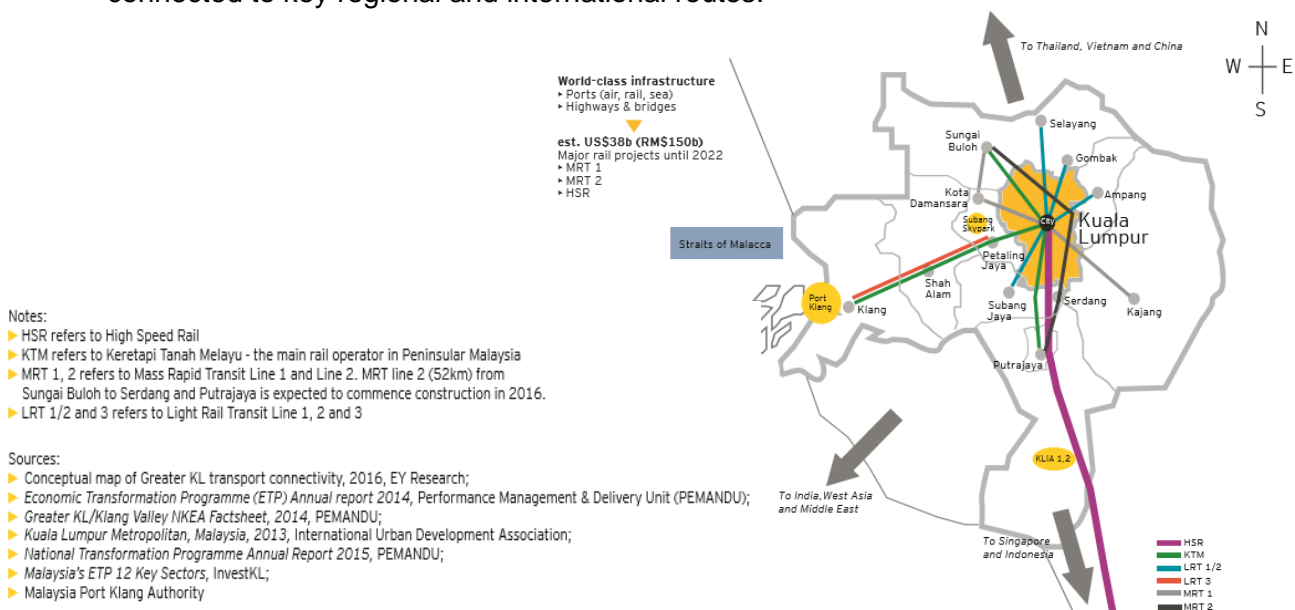 connected to key regional and international routes.
World-class infrastructure
▸ Ports (air, rail, sea)
▸ Highways & bridges
est. US$38b (RM$150b)
Major rail projects until 2022
▸ MRT 1
▸ MRT 2
▸ HSR
N
W E
S
To Thailand, Vietnam and China
Selayang
Sungai
Buloh
Gombak
Kota
Damansara
Ampang
Subang
Skypark
City
Kuala
Lumpur
Straits of Malacca
Petaling
Jaya
Shah
Alam
Port
Klang
Klang
Subang
Jaya
Serdang
Kajang
Putrajaya
KLIA 1,2
To India,West Asia
and Middle East
To Singapore
and Indonesia
HSR
KTM
LRT 1/2
LRT 3
MRT 1
MRT 2
Notes:
▶ HSR refers to High Speed Rail
▶ KTM refers to Keretapi Tanah Melayu - the main rail operator in Peninsular Malaysia
▶ MRT 1, 2 refers to Mass Rapid Transit Line 1 and Line 2. MRT line 2 (52km) from
Sungai Buloh to Serdang and Putrajaya is expected to commence construction in 2016.
▶ LRT 1/2 and 3 refers to Light Rail Transit Line 1, 2 and 3
Sources:
▶ Conceptual map of Greater KL transport connectivity, 2016, EY Research;
▶ Economic Transformation Programme (ETP) Annual report 2014, Performance Management & Delivery Unit (PEMANDU);
▶ Greater KL/Klang Valley NKEA Factsheet, 2014, PEMANDU;
▶ Kuala Lumpur Metropolitan, Malaysia, 2013, International Urban Development Association;
▶ National Transformation Programme Annual Report 2015, PEMANDU;
▶ Malaysia's ETP 12 Key Sectors, InvestKL;
▶ Malaysia Port Klang Authority